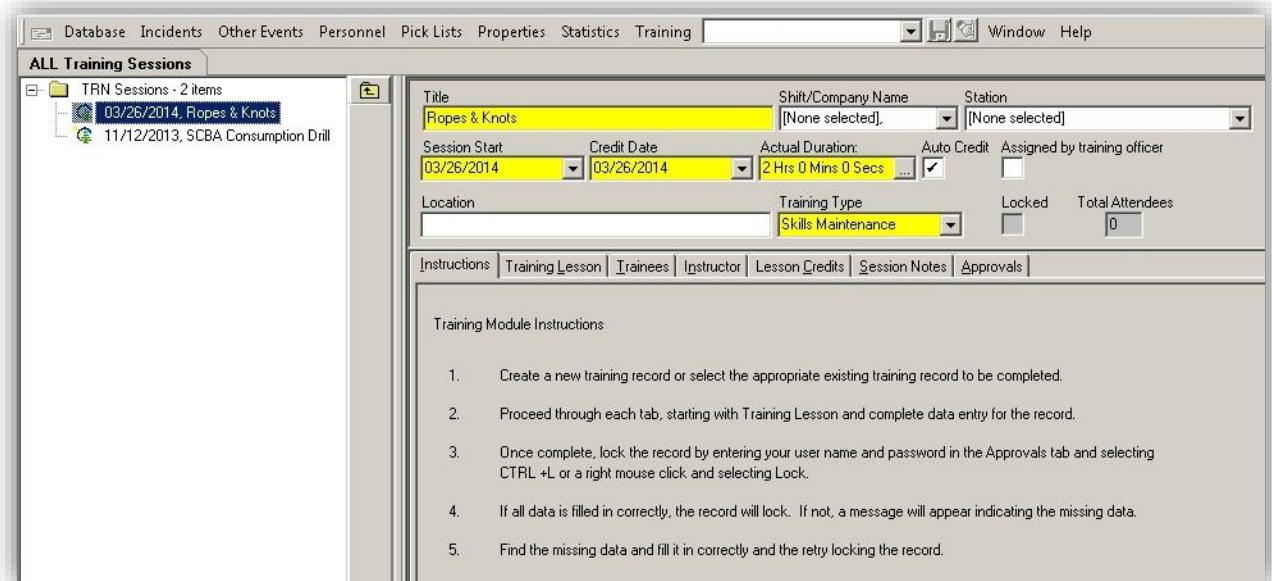 Database Incidents Other Events Personnel Pick Lists Properties Statistics Training Window Help
ALL Training Sessions
TRN Sessions - 2 items
03/26/2014, Ropes & Knots
11/12/2013, SCBA Consumption Drill
Title Shift/Company Name Station
Ropes & Knots [None selected], [None selected]
Session Start Credit Date Actual Duration: Auto Credit Assigned by training officer
03/26/2014 03/26/2014 2 Hrs 0 Mins 0 Secs ...
Location Training Type Locked Total Attendees
Skills Maintenance 0
Instructions Training Lesson Trainees Instructor Lesson Credits Session Notes Approvals
Training Module Instructions
1. Create a new training record or select the appropriate existing training record to be completed.
2. Proceed through each tab, starting with Training Lesson and complete data entry for the record.
3. Once complete, lock the record by entering your user name and password in the Approvals tab and selecting
CTRL +L or a right mouse click and selecting Lock.
4. If all data is filled in correctly, the record will lock. If not, a message will appear indicating the missing data.
5. Find the missing data and fill it in correctly and the retry locking the record.